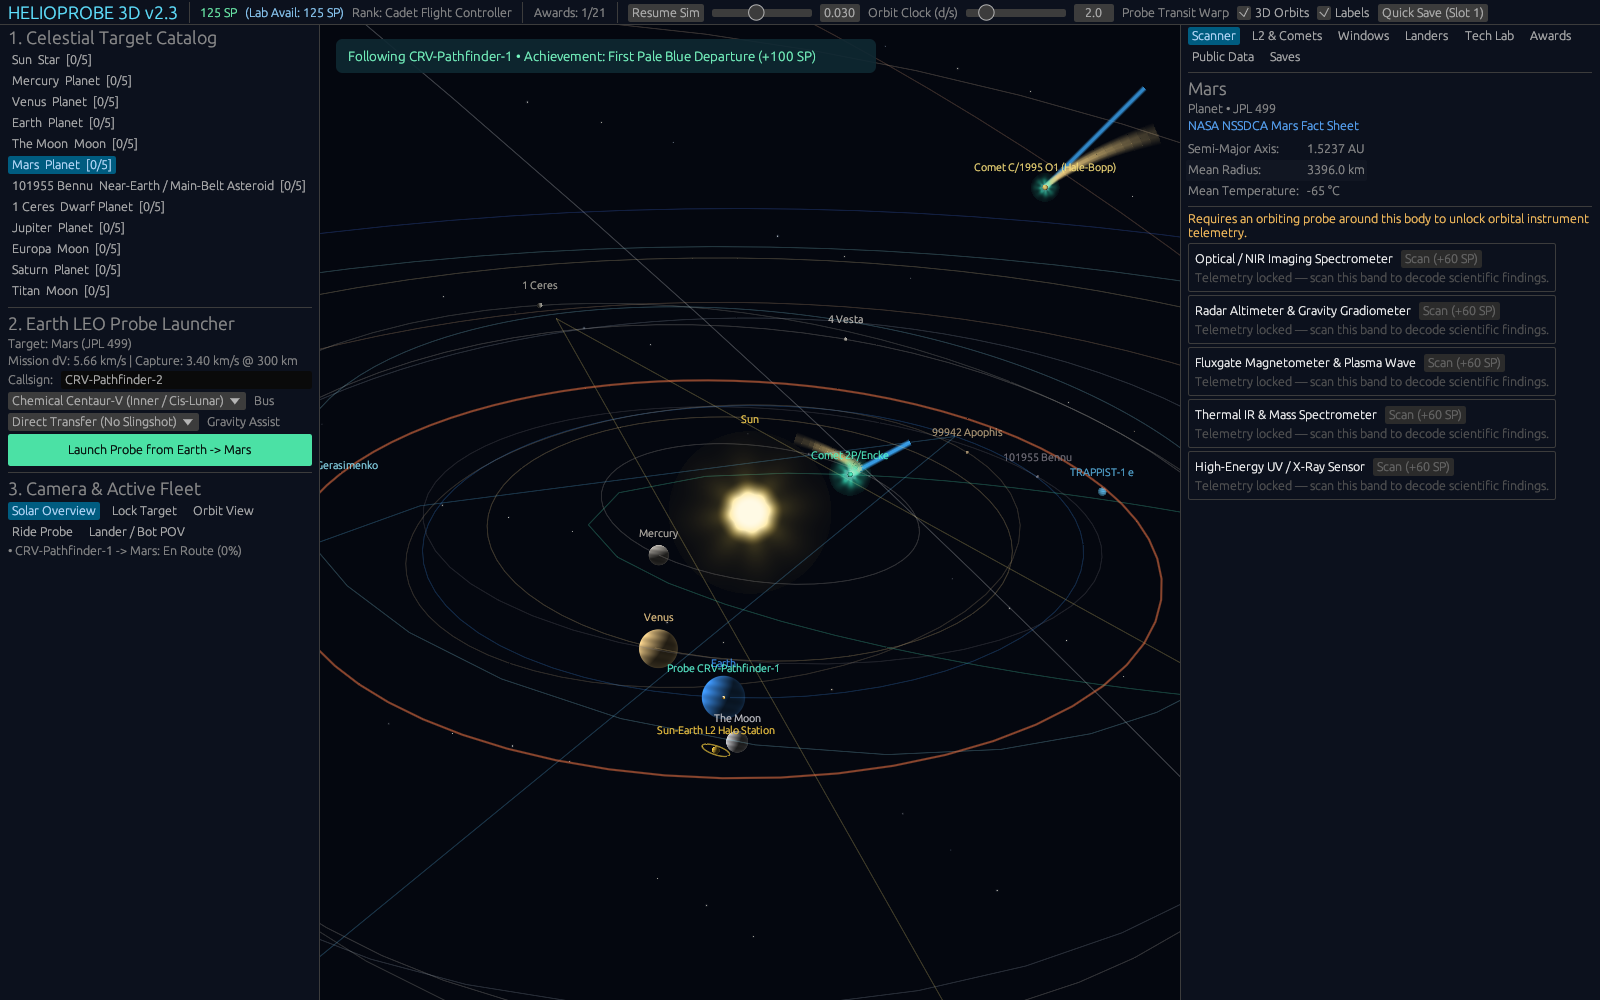 HELIOPROBE 3D v2.3 125 SP (Lab Avail: 125 SP) Rank: Cadet Flight Controller Awards: 1/21 Resume Sim 0.030 Orbit Clock (d/s) 2.0 Probe Transit Warp 3D Orbits Labels Quick Save (Slot 1)
1. Celestial Target Catalog
Sun Star [0/5]
Mercury Planet [0/5]
Venus Planet [0/5]
Earth Planet [0/5]
The Moon Moon [0/5]
Mars Planet [0/5]
101955 Bennu Near-Earth / Main-Belt Asteroid [0/5]
1 Ceres Dwarf Planet [0/5]
Jupiter Planet [0/5]
Europa Moon [0/5]
Saturn Planet [0/5]
Titan Moon [0/5]
2. Earth LEO Probe Launcher
Target: Mars (JPL 499)
Mission dV: 5.66 km/s | Capture: 3.40 km/s @ 300 km
Callsign: CRV-Pathfinder-2
Chemical Centaur-V (Inner / Cis-Lunar) Bus
Direct Transfer (No Slingshot) Gravity Assist
Launch Probe from Earth -> Mars
3. Camera & Active Fleet
Solar Overview Lock Target Orbit View
Ride Probe Lander / Bot POV
• CRV-Pathfinder-1 -> Mars: En Route (0%)
Following CRV-Pathfinder-1 • Achievement: First Pale Blue Departure (+100 SP)
Comet C/1995 O1 (Hale-Bopp)
1 Ceres
4 Vesta
Sun
99942 Apophis
Comet 2P/Encke
101955 Bennu
Gerasimenko
TRAPPIST-1 e
Mercury
Venus
Earth
Probe CRV-Pathfinder-1
The Moon
Sun-Earth L2 Halo Station
Scanner L2 & Comets Windows Landers Tech Lab Awards
Public Data Saves
Mars
Planet • JPL 499
NASA NSSDCA Mars Fact Sheet
Semi-Major Axis: 1.5237 AU
Mean Radius: 3396.0 km
Mean Temperature: -65 °C
Requires an orbiting probe around this body to unlock orbital instrument
telemetry.
Optical / NIR Imaging Spectrometer Scan (+60 SP)
Telemetry locked — scan this band to decode scientific findings.
Radar Altimeter & Gravity Gradiometer Scan (+60 SP)
Telemetry locked — scan this band to decode scientific findings.
Fluxgate Magnetometer & Plasma Wave Scan (+60 SP)
Telemetry locked — scan this band to decode scientific findings.
Thermal IR & Mass Spectrometer Scan (+60 SP)
Telemetry locked — scan this band to decode scientific findings.
High-Energy UV / X-Ray Sensor Scan (+60 SP)
Telemetry locked — scan this band to decode scientific findings.